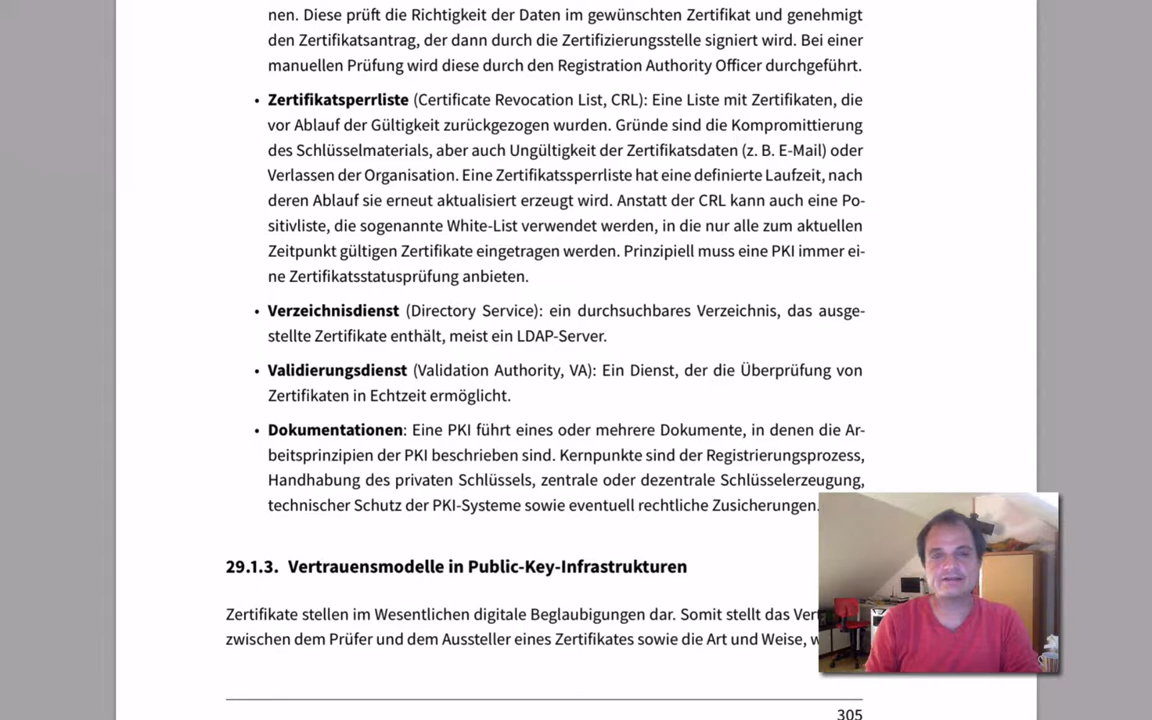 nen. Diese prüft die Richtigkeit der Daten im gewünschten Zertifikat und genehmigt
den Zertifikatsantrag, der dann durch die Zertifizierungsstelle signiert wird. Bei einer
manuellen Prüfung wird diese durch den Registration Authority Officer durchgeführt.
• Zertifikatsperrliste (Certificate Revocation List, CRL): Eine Liste mit Zertifikaten, die
vor Ablauf der Gültigkeit zurückgezogen wurden. Gründe sind die Kompromittierung
des Schlüsselmaterials, aber auch Ungültigkeit der Zertifikatsdaten (z. B. E-Mail) oder
Verlassen der Organisation. Eine Zertifikatssperrliste hat eine definierte Laufzeit, nach
deren Ablauf sie erneut aktualisiert erzeugt wird. Anstatt der CRL kann auch eine Po-
sitivliste, die sogenannte White-List verwendet werden, in die nur alle zum aktuellen
Zeitpunkt gültigen Zertifikate eingetragen werden. Prinzipiell muss eine PKI immer ei-
ne Zertifikatsstatusprüfung anbieten.
• Verzeichnisdienst (Directory Service): ein durchsuchbares Verzeichnis, das ausge-
stellte Zertifikate enthält, meist ein LDAP-Server.
• Validierungsdienst (Validation Authority, VA): Ein Dienst, der die Überprüfung von
Zertifikaten in Echtzeit ermöglicht.
• Dokumentationen: Eine PKI führt eines oder mehrere Dokumente, in denen die Ar-
beitsprinzipien der PKI beschrieben sind. Kernpunkte sind der Registrierungsprozess,
Handhabung des privaten Schlüssels, zentrale oder dezentrale Schlüsselerzeugung,
technischer Schutz der PKI-Systeme sowie eventuell rechtliche Zusicherungen.
29.1.3. Vertrauensmodelle in Public-Key-Infrastrukturen
Zertifikate stellen im Wesentlichen digitale Beglaubigungen dar. Somit stellt das
zwischen dem Prüfer und dem Aussteller eines Zertifikates sowie die Art und Weise,
305